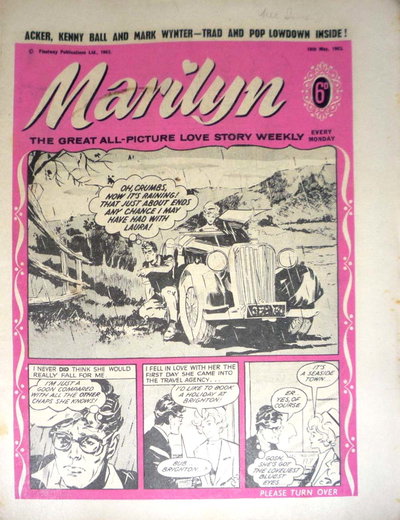 ACKER, KENNY BALL AND MARK WYNTER—TRAD AND POP LOWDOWN INSIDE!
© Fleetway Publications Ltd., 1962.
19th May, 1962.
Marilyn
6D
EVERY
MONDAY
THE GREAT ALL-PICTURE LOVE STORY WEEKLY
OH, CRUMBS,
NOW IT'S RAINING!
THAT JUST ABOUT ENDS
ANY CHANCE I MAY
HAVE HAD WITH
LAURA!
I NEVER DID THINK SHE WOULD
REALLY FALL FOR ME
I'M JUST A
GOON COMPARED
WITH ALL THE OTHER
CHAPS SHE KNOWS!
I FELL IN LOVE WITH HER THE
FIRST DAY SHE CAME INTO
THE TRAVEL AGENCY...
I'D LIKE TO BOOK
A HOLIDAY AT
BRIGHTON.
BUB
BRIGHTON.
IT'S
A SEASIDE
TOWN.
ER
YES, OF
COURSE
GOSH,
SHE'S GOT
THE LOVELIEST
BLUEST
EYES.
PLEASE TURN OVER